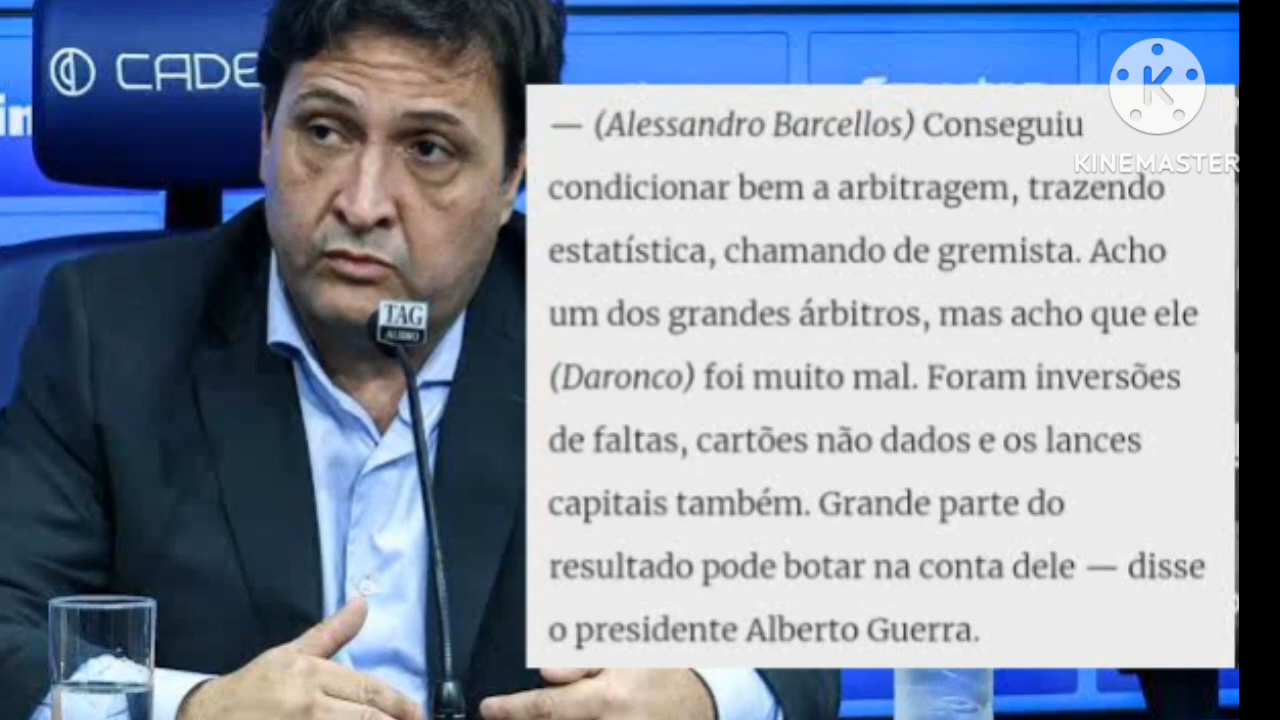 CADE
in
— (Alessandro Barcellos) Conseguiu
condicionar bem a arbitragem, trazendo
estatística, chamando de gremista. Acho
um dos grandes árbitros, mas acho que ele
(Daronco) foi muito mal. Foram inversões
de faltas, cartões não dados e os lances
capitais também. Grande parte do
resultado pode botar na conta dele — disse
o presidente Alberto Guerra.
K
KINEMASTER
TAG
AUDIO